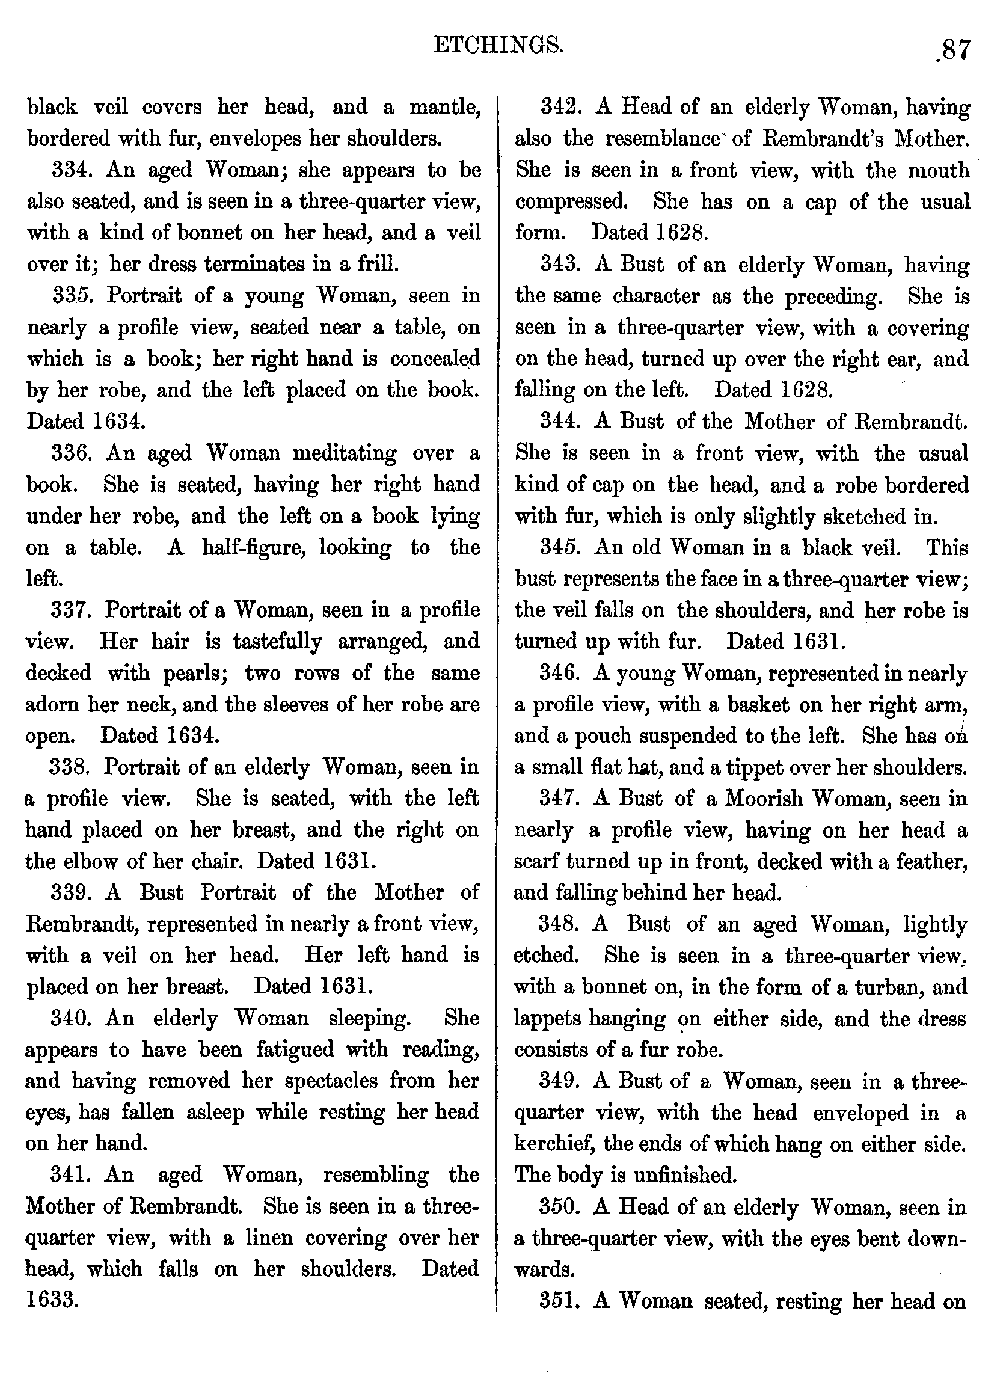 ETCHINGS.
87
black veil covers her head, and a mantle,
bordered with fur, envelopes her shoulders.
334. An aged Woman; she appears to be
also seated, and is seen in a three-quarter view,
with a kind of bonnet on her head, and a veil
over it; her dress terminates in a frill.
335. Portrait of a young Woman, seen in
nearly a profile view, seated near a table, on
which is a book; her right hand is concealed
by her robe, and the left placed on the book.
Dated 1634.
336. An aged Woman meditating over a
book. She is seated, having her right hand
under her robe, and the left on a book lying
on a table. A half-figure, looking to the
left.
337. Portrait of a Woman, seen in a profile
view. Her hair is tastefully arranged, and
decked with pearls; two rows of the same
adorn her neck, and the sleeves of her robe are
open. Dated 1634.
338. Portrait of an elderly Woman, seen in
a profile view. She is seated, with the left
hand placed on her breast, and the right on
the elbow of her chair. Dated 1631.
339. A Bust Portrait of the Mother of
Rembrandt, represented in nearly a front view,
with a veil on her head. Her left hand is
placed on her breast. Dated 1631.
340. An elderly Woman sleeping. She
appears to have been fatigued with reading,
and having removed her spectacles from her
eyes, has fallen asleep while resting her head
on her hand.
341. An aged Woman, resembling the
Mother of Rembrandt. She is seen in a three-
quarter view, with a linen covering over her
head, which falls on her shoulders. Dated
1633.
342. A Head of an elderly Woman, having
also the resemblance of Rembrandt's Mother.
She is seen in a front view, with the mouth
compressed. She has on a cap of the usual
form. Dated 1628.
343. A Bust of an elderly Woman, having
the same character as the preceding. She is
seen in a three-quarter view, with a covering
on the head, turned up over the right ear, and
falling on the left. Dated 1628.
344. A Bust of the Mother of Rembrandt.
She is seen in a front view, with the usual
kind of cap on the head, and a robe bordered
with fur, which is only slightly sketched in.
345. An old Woman in a black veil. This
bust represents the face in a three-quarter view;
the veil falls on the shoulders, and her robe is
turned up with fur. Dated 1631.
346. A young Woman, represented in nearly
a profile view, with a basket on her right arm,
and a pouch suspended to the left. She has on
a small flat hat, and a tippet over her shoulders.
347. A Bust of a Moorish Woman, seen in
nearly a profile view, having on her head a
scarf turned up in front, decked with a feather,
and falling behind her head.
348. A Bust of an aged Woman, lightly
etched. She is seen in a three-quarter view,
with a bonnet on, in the form of a turban, and
lappets hanging on either side, and the dress
consists of a fur robe.
349. A Bust of a Woman, seen in a three-
quarter view, with the head enveloped in a
kerchief, the ends of which hang on either side.
The body is unfinished.
350. A Head of an elderly Woman, seen in
a three-quarter view, with the eyes bent down-
wards.
351. A Woman seated, resting her head on